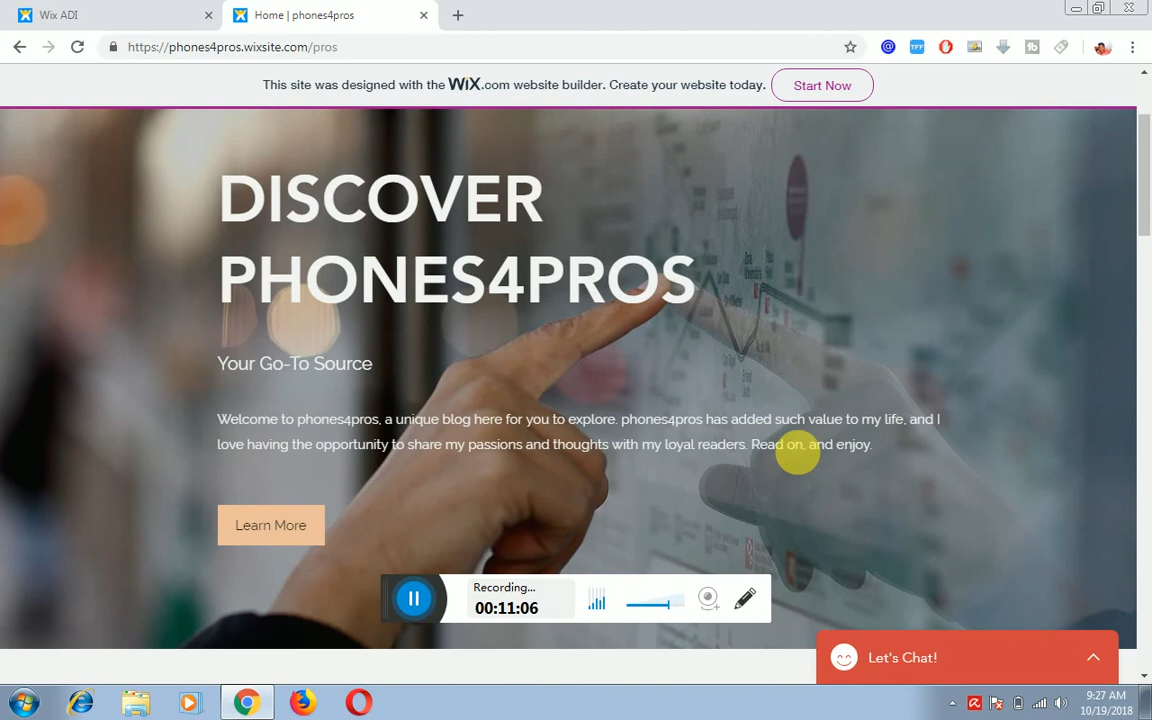 Wix ADI
Home | phones4pros
https://phones4pros.wixsite.com/pros
TFF
This site was designed with the WiX.com website builder. Create your website today.
Start Now
DISCOVER
PHONES4PROS
Your Go-To Source
Welcome to phones4pros, a unique blog here for you to explore. phones4pros has added such value to my life, and I
love having the opportunity to share my passions and thoughts with my loyal readers. Read on, and enjoy.
Learn More
Recording...
00:11:06
Let's Chat!
9:27 AM
10/19/2018